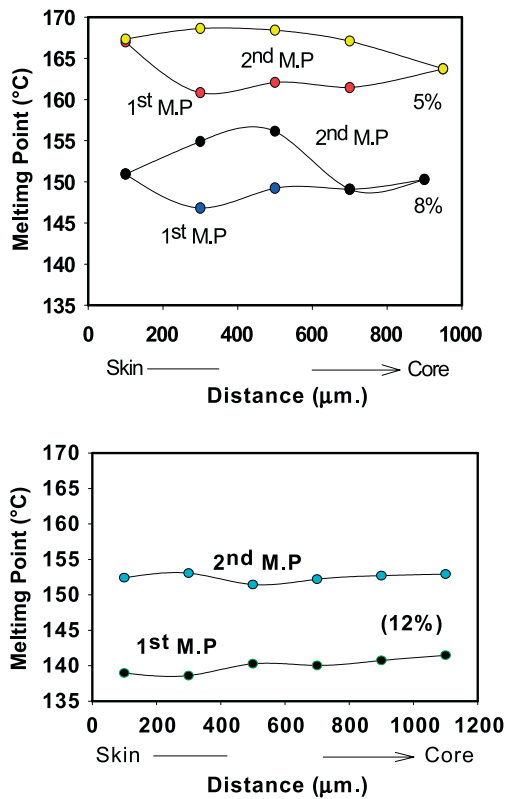 170
165
160
155
150
145
140
135
Meltimg Point (°C)
2nd M.P
1st M.P
5%
2nd M.P
1st M.P
8%
0 200 400 600 800 1000
Skin Core
Distance (μm.)
170
165
160
155
150
145
140
135
Meltimg Point (°C)
2nd M.P
(12%)
1st M.P
0 200 400 600 800 1000 1200
Skin Core
Distance (μm.)